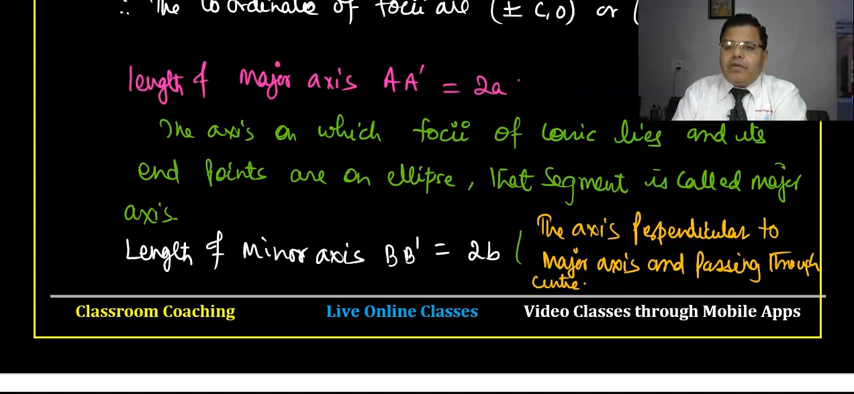 ∴ The coordinates of focii are (± c,0) or (
length of major axis AA' = 2a.
The axis on which focii of conic lies and its
end points are on ellipse, that segment is called major
axis.
Length of Minor axis BB' = 2b (
The axis perpendicular to
major axis and passing through
centre.
Classroom Coaching
Live Online Classes
Video Classes through Mobile Apps